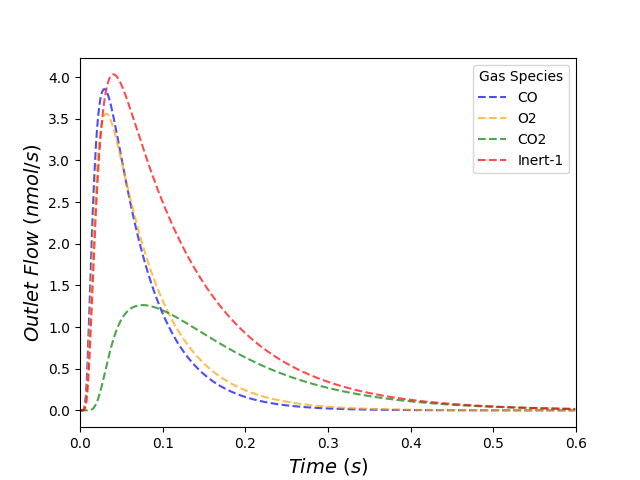 Outlet Flow (nmol/s)
4.0
3.5
3.0
2.5
2.0
1.5
1.0
0.5
0.0
Gas Species
CO
O2
CO2
Inert-1
0.0 0.1 0.2 0.3 0.4 0.5 0.6
Time (s)